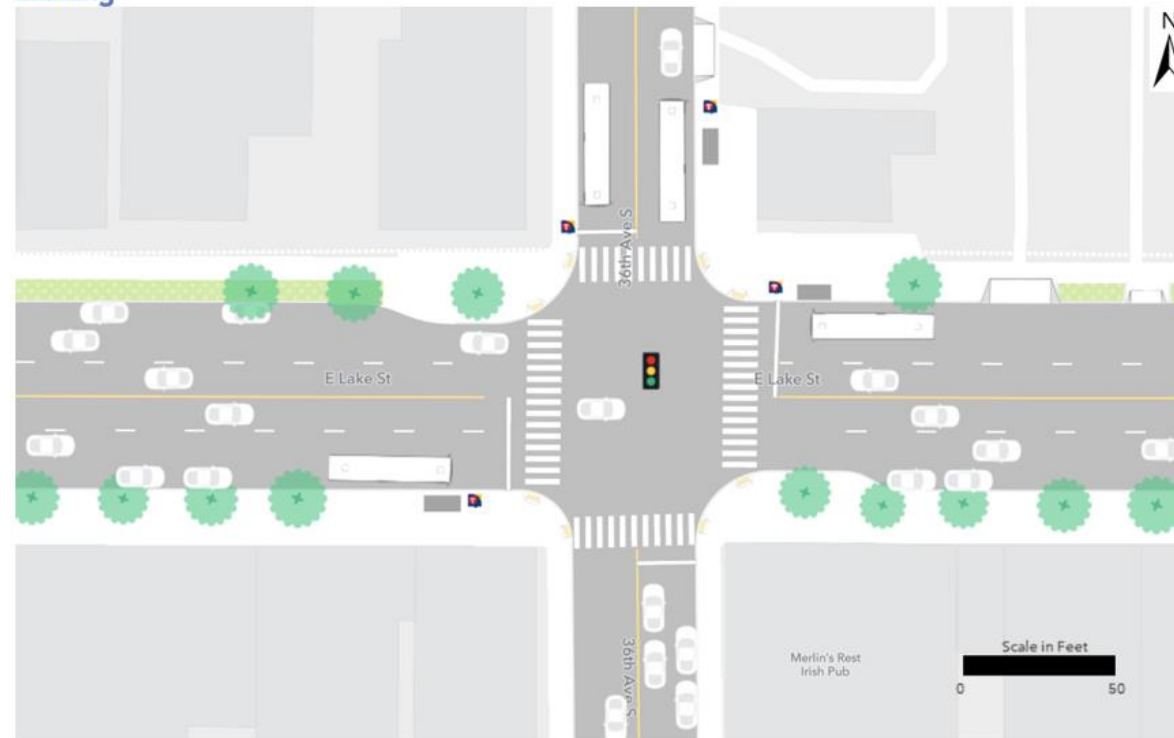 N
36th Ave S
E Lake St
E Lake St
36th Ave S
Merlin's Rest
Irish Pub
Scale in Feet
0 50